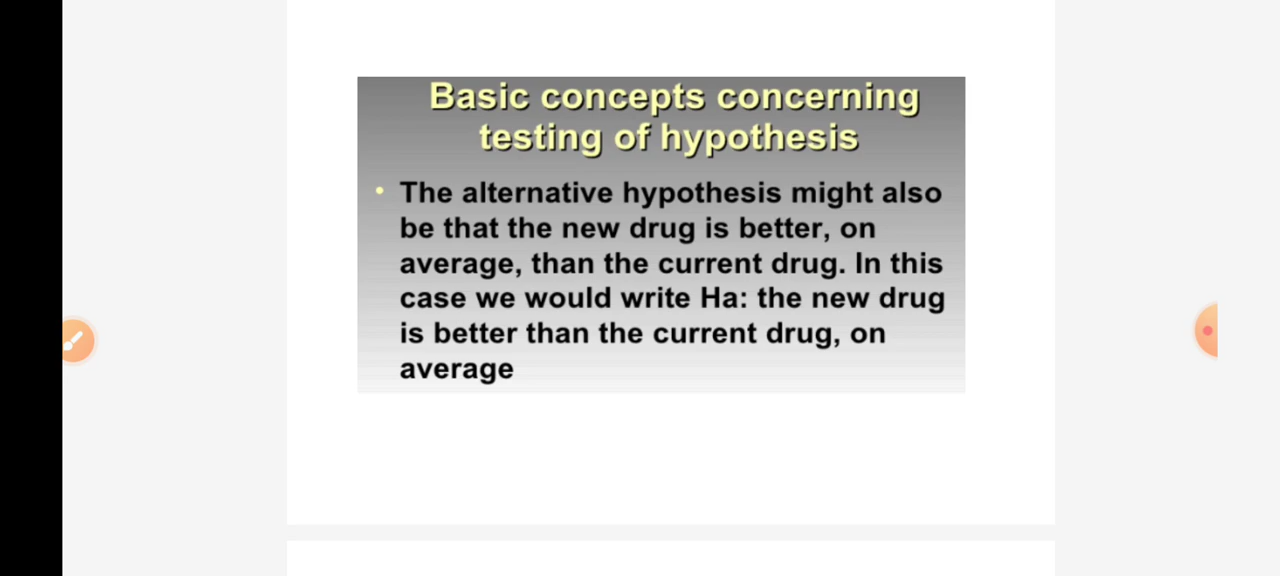 Basic concepts concerning
testing of hypothesis
• The alternative hypothesis might also
be that the new drug is better, on
average, than the current drug. In this
case we would write Ha: the new drug
is better than the current drug, on
average